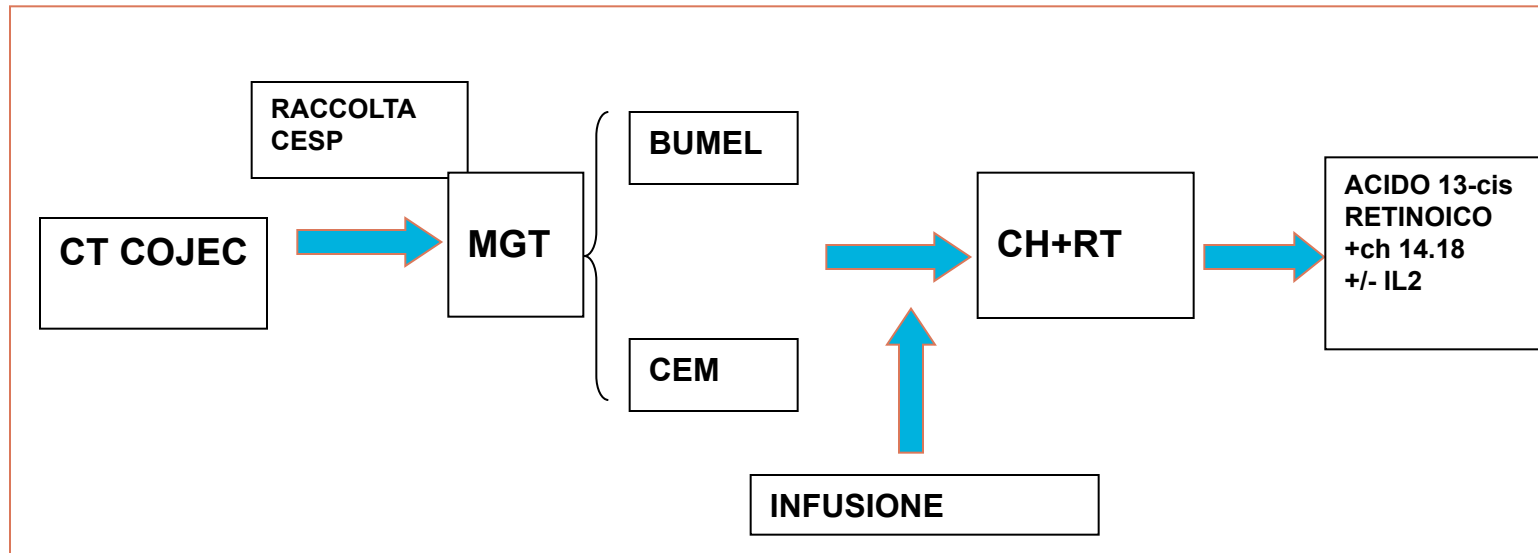 RACCOLTA
CESP
CT COJEC
MGT
BUMEL
CEM
INFUSIONE
CH+RT
ACIDO 13-cis
RETINOICO
+ch 14.18
+/- IL2